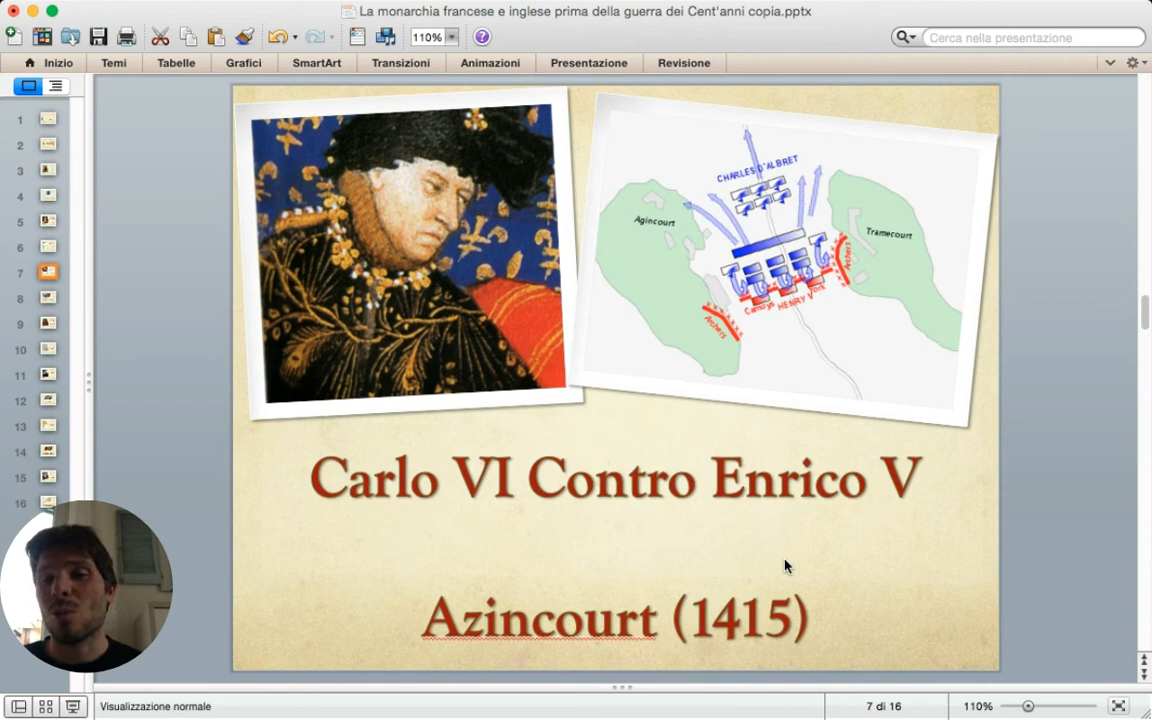 La monarchia francese e inglese prima della guerra dei Cent'anni copia.pptx
110%
Cerca nella presentazione
Inizio
Temi
Tabelle
Grafici
SmartArt
Transizioni
Animazioni
Presentazione
Revisione
1
2
3
4
5
6
7
8
9
10
11
12
13
14
15
16
CHARLES D'ALBRET
Agincourt
Tramecourt
Archers
Camoys HENRY V York
Archers
Carlo VI Contro Enrico V
Azincourt (1415)
Visualizzazione normale
7 di 16
110%